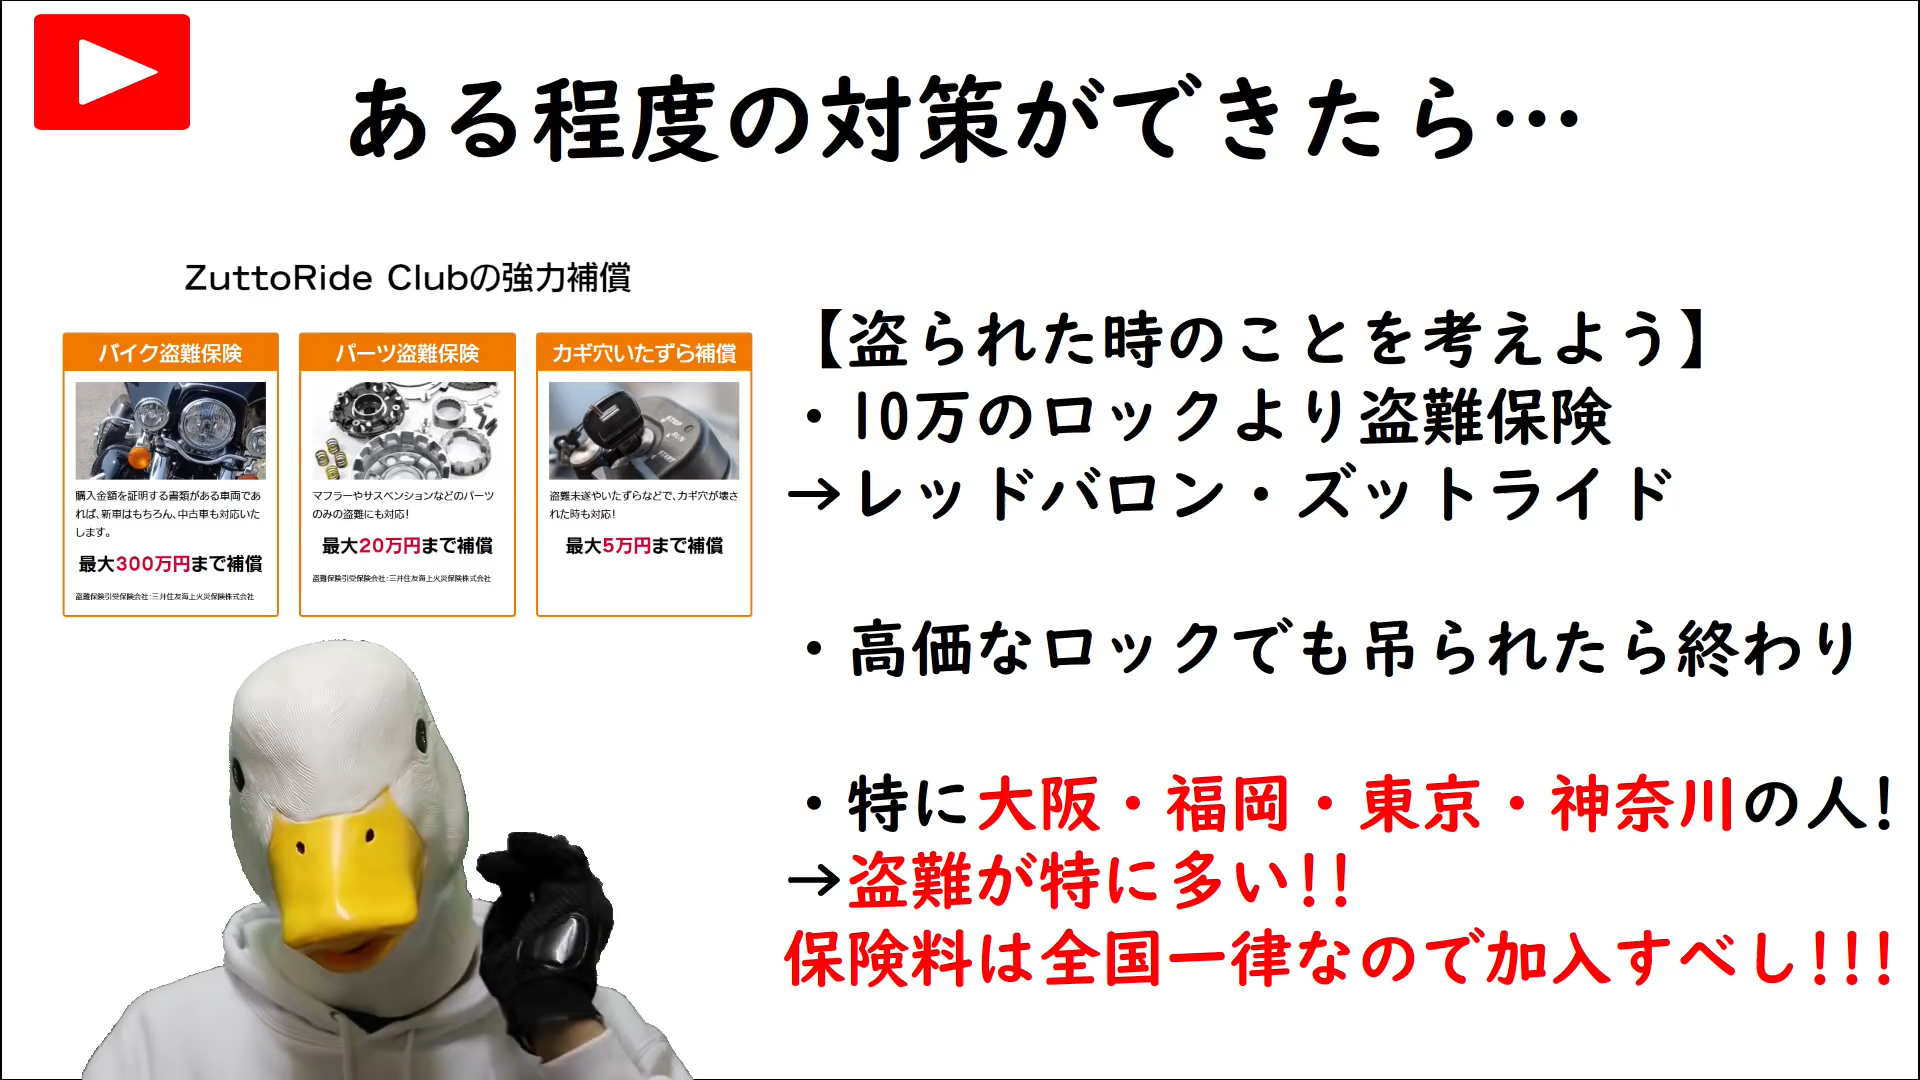 ある程度の対策ができたら…
ZuttoRide Clubの強力補償
バイク盗難保険
購入金額を証明する書類がある車両であ
れば、新車はもちろん、中古車も対応いた
します。
最大300万円まで補償
盗難保険引受保険会社:三井住友海上火災保険株式会社
パーツ盗難保険
マフラーやサスペンションなどのパーツ
のみの盗難にも対応!
最大20万円まで補償
盗難保険引受保険会社:三井住友海上火災保険株式会社
カギ穴いたずら補償
盗難未遂やいたずらなどで、カギ穴が壊さ
れた時も対応!
最大5万円まで補償
【盗られた時のことを考えよう】
・10万のロックより盗難保険
→レッドバロン・ズットライド
・高価なロックでも吊られたら終わり
・特に大阪・福岡・東京・神奈川の人!
→盗難が特に多い!!
保険料は全国一律なので加入すべし!!!